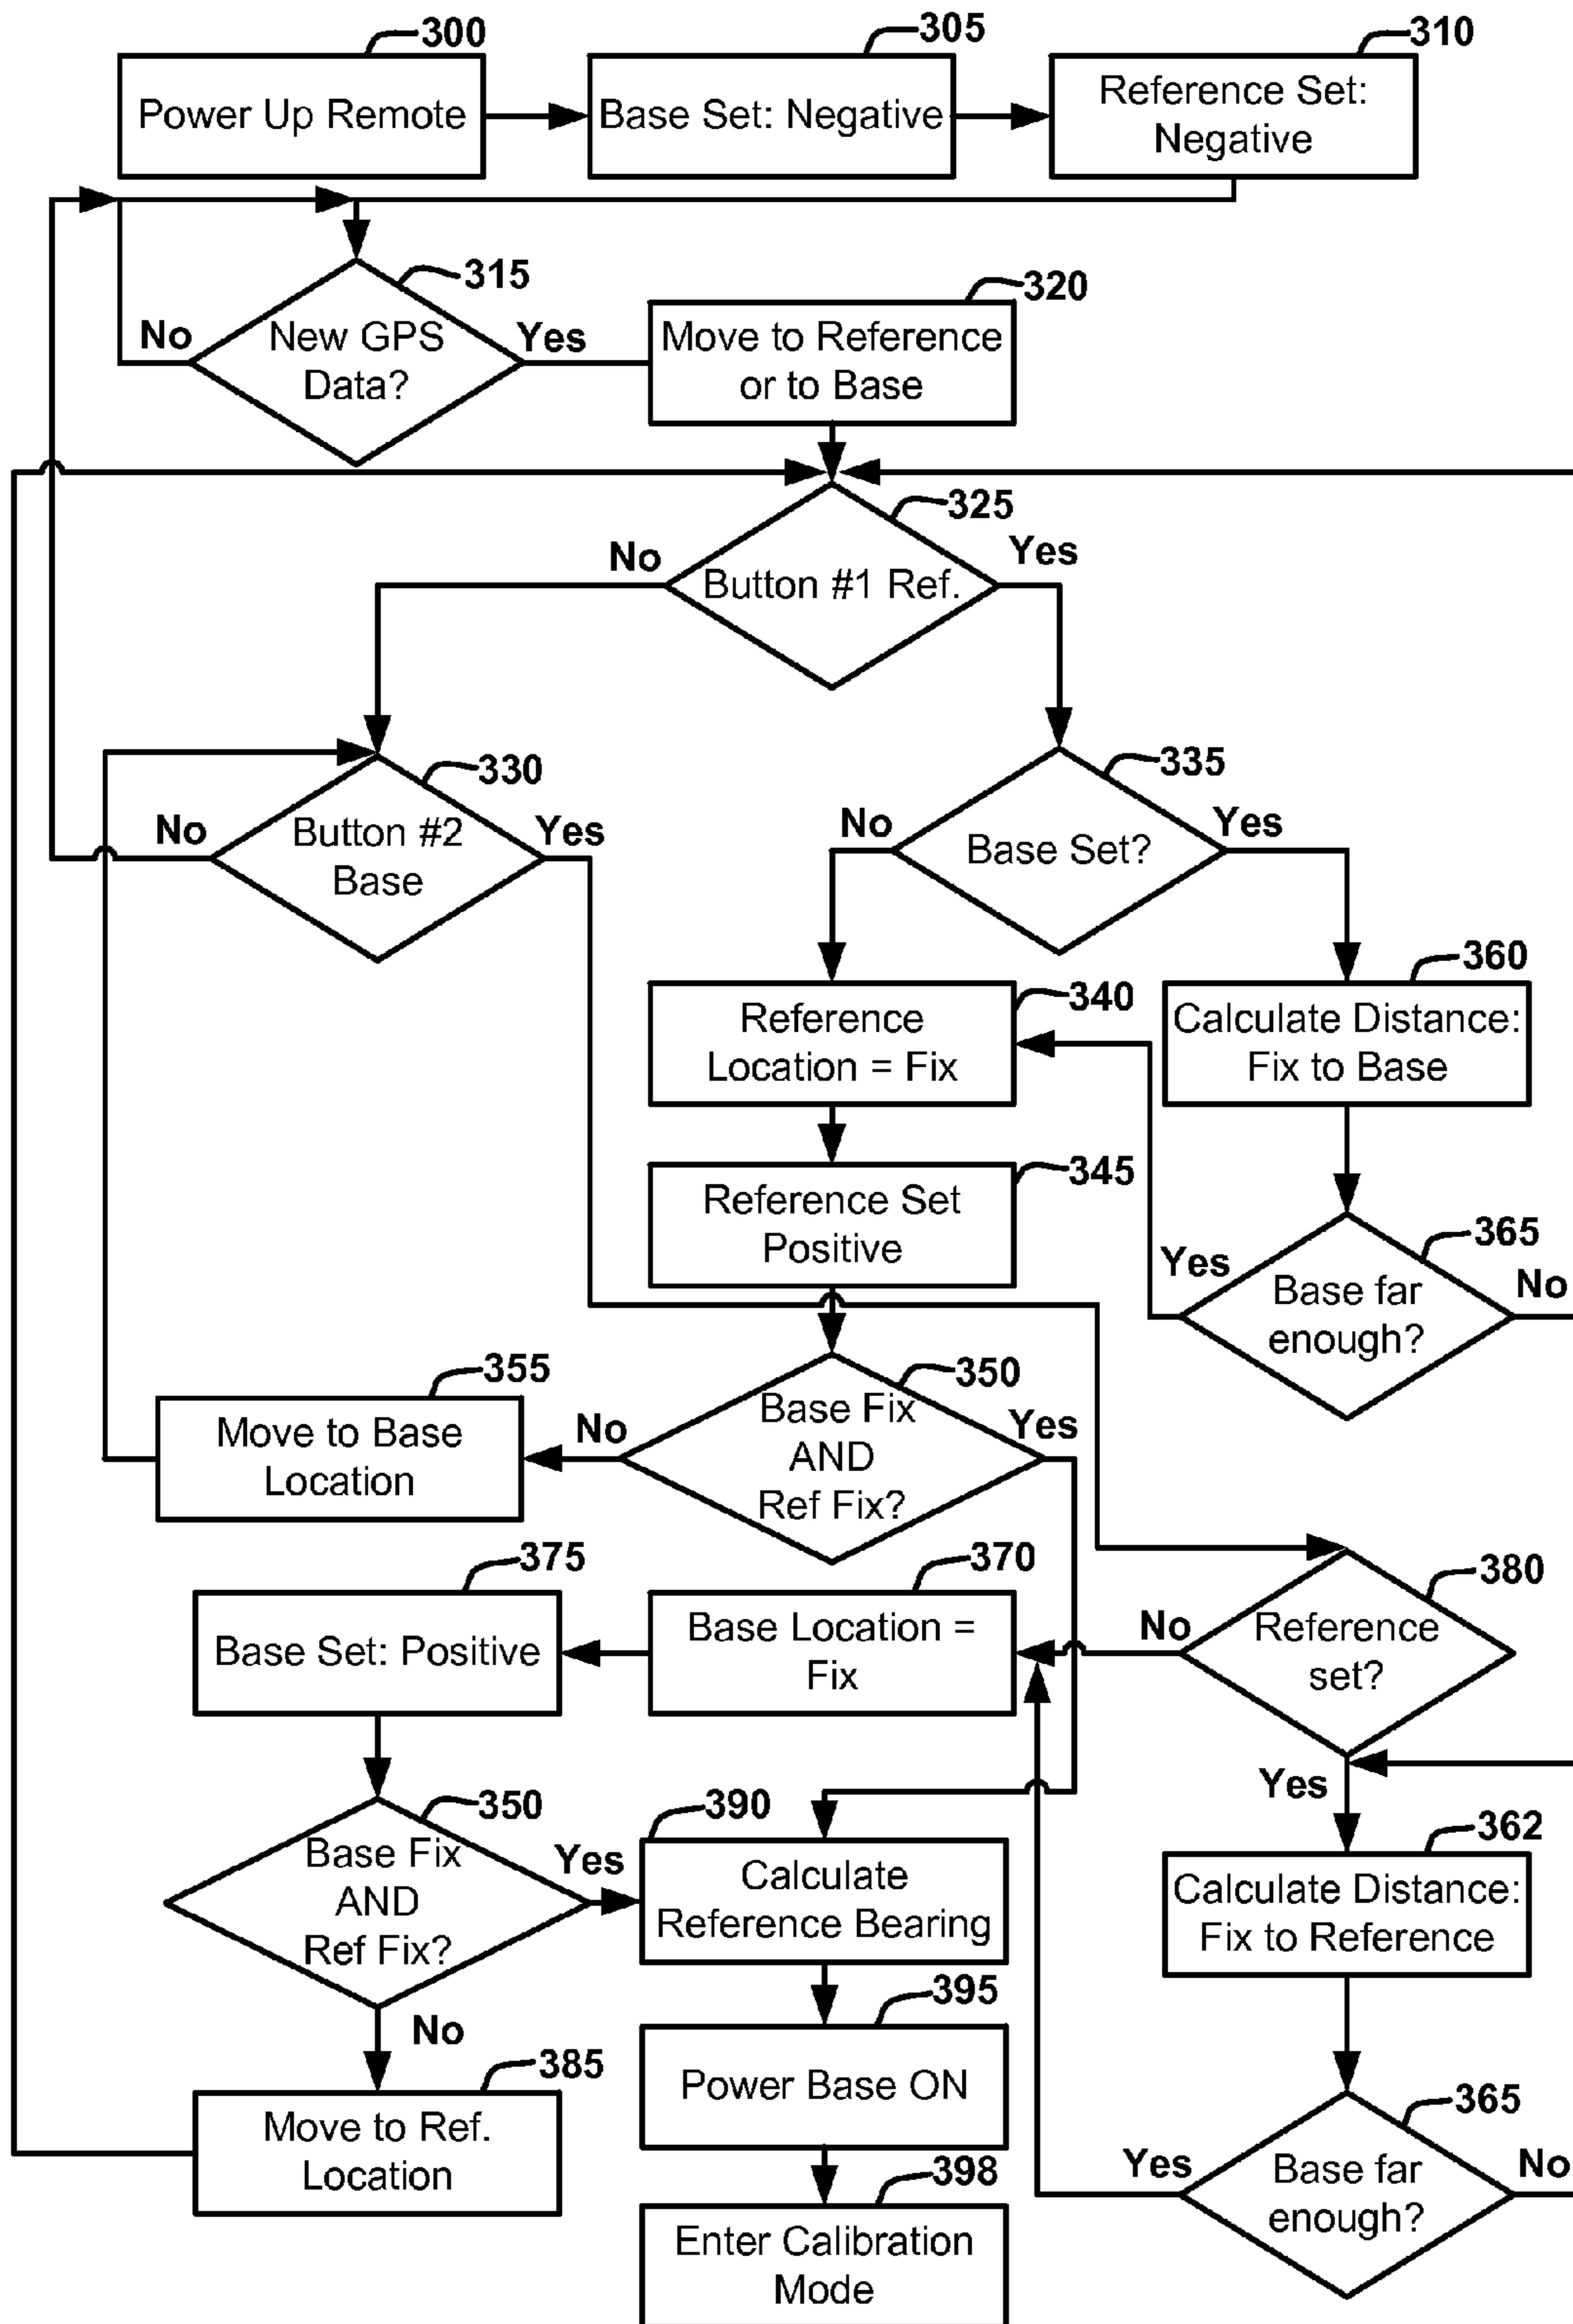 300
Power Up Remote
305
Base Set: Negative
310
Reference Set:
Negative
315
New GPS
Data?
No
Yes
320
Move to Reference
or to Base
325
Button #1 Ref.
No
Yes
330
Button #2
Base
No
Yes
335
Base Set?
No
Yes
340
Reference
Location = Fix
360
Calculate Distance:
Fix to Base
345
Reference Set
Positive
365
Base far
enough?
Yes
No
350
Base Fix
AND
Ref Fix?
No
Yes
355
Move to Base
Location
375
Base Set: Positive
370
Base Location =
Fix
380
Reference
set?
No
Yes
350
Base Fix
AND
Ref Fix?
Yes
No
390
Calculate
Reference Bearing
362
Calculate Distance:
Fix to Reference
395
Power Base ON
385
Move to Ref.
Location
365
Base far
enough?
Yes
No
398
Enter Calibration
Mode